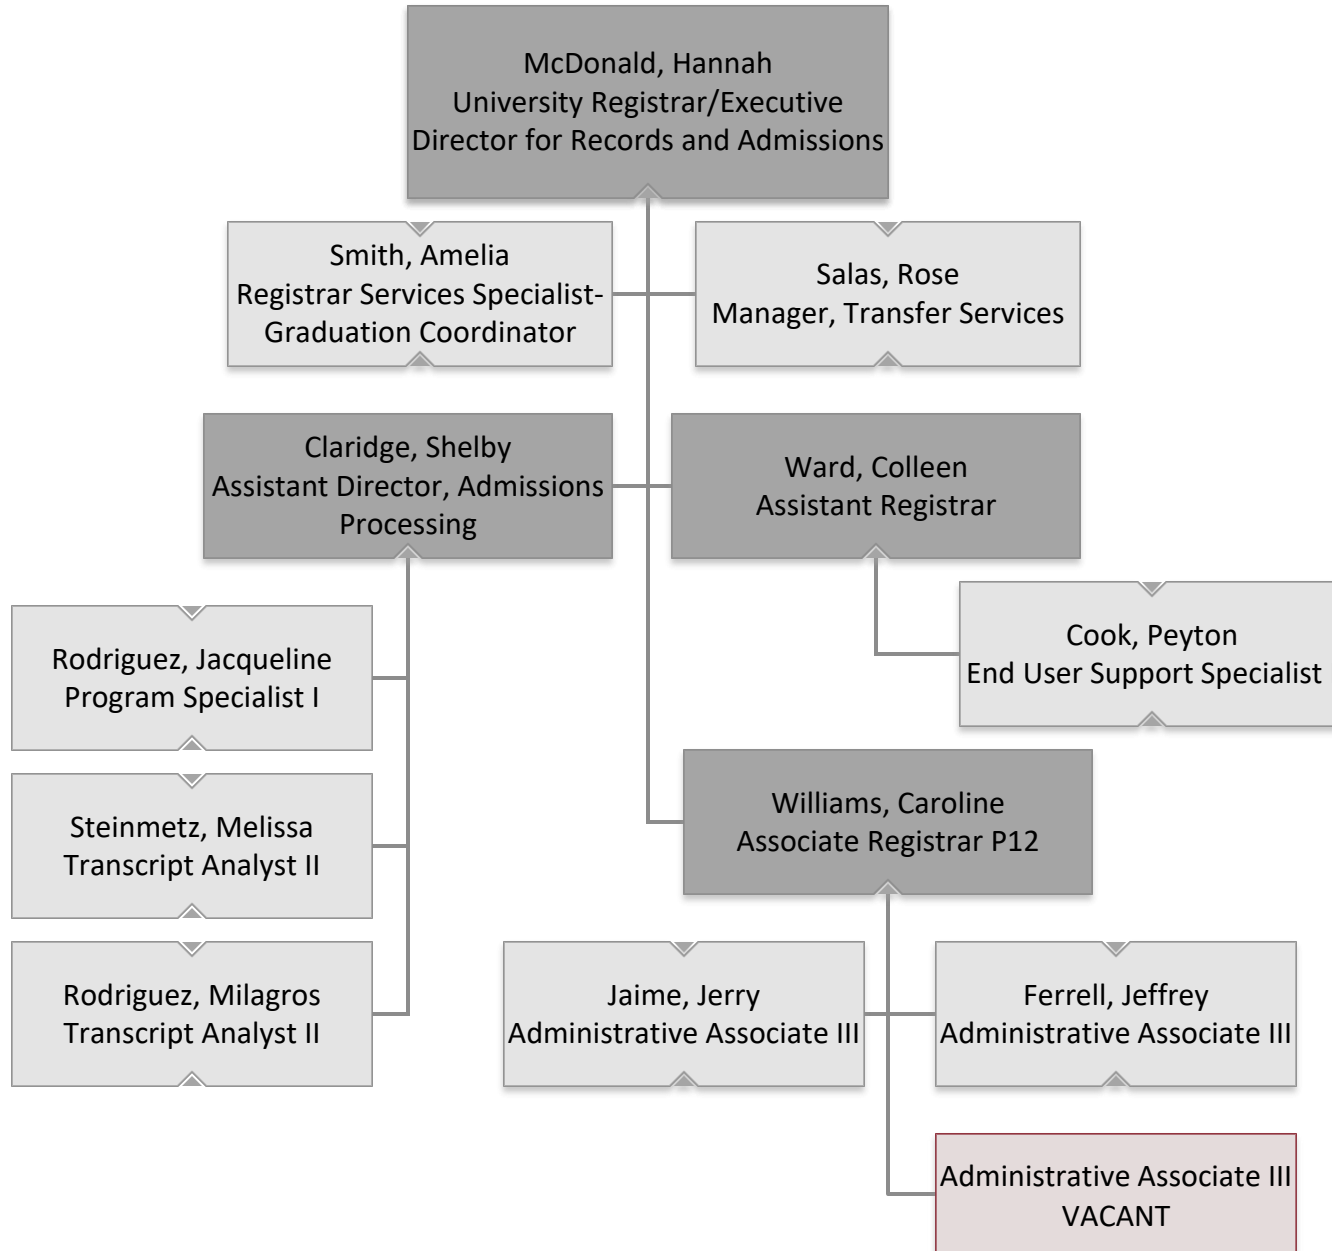 McDonald, Hannah
University Registrar/Executive
Director for Records and Admissions
Smith, Amelia
Registrar Services Specialist-
Graduation Coordinator
Salas, Rose
Manager, Transfer Services
Claridge, Shelby
Assistant Director, Admissions
Processing
Ward, Colleen
Assistant Registrar
Cook, Peyton
End User Support Specialist
Rodriguez, Jacqueline
Program Specialist I
Steinmetz, Melissa
Transcript Analyst II
Rodriguez, Milagros
Transcript Analyst II
Williams, Caroline
Associate Registrar P12
Jaime, Jerry
Administrative Associate III
Ferrell, Jeffrey
Administrative Associate III
Administrative Associate III
VACANT